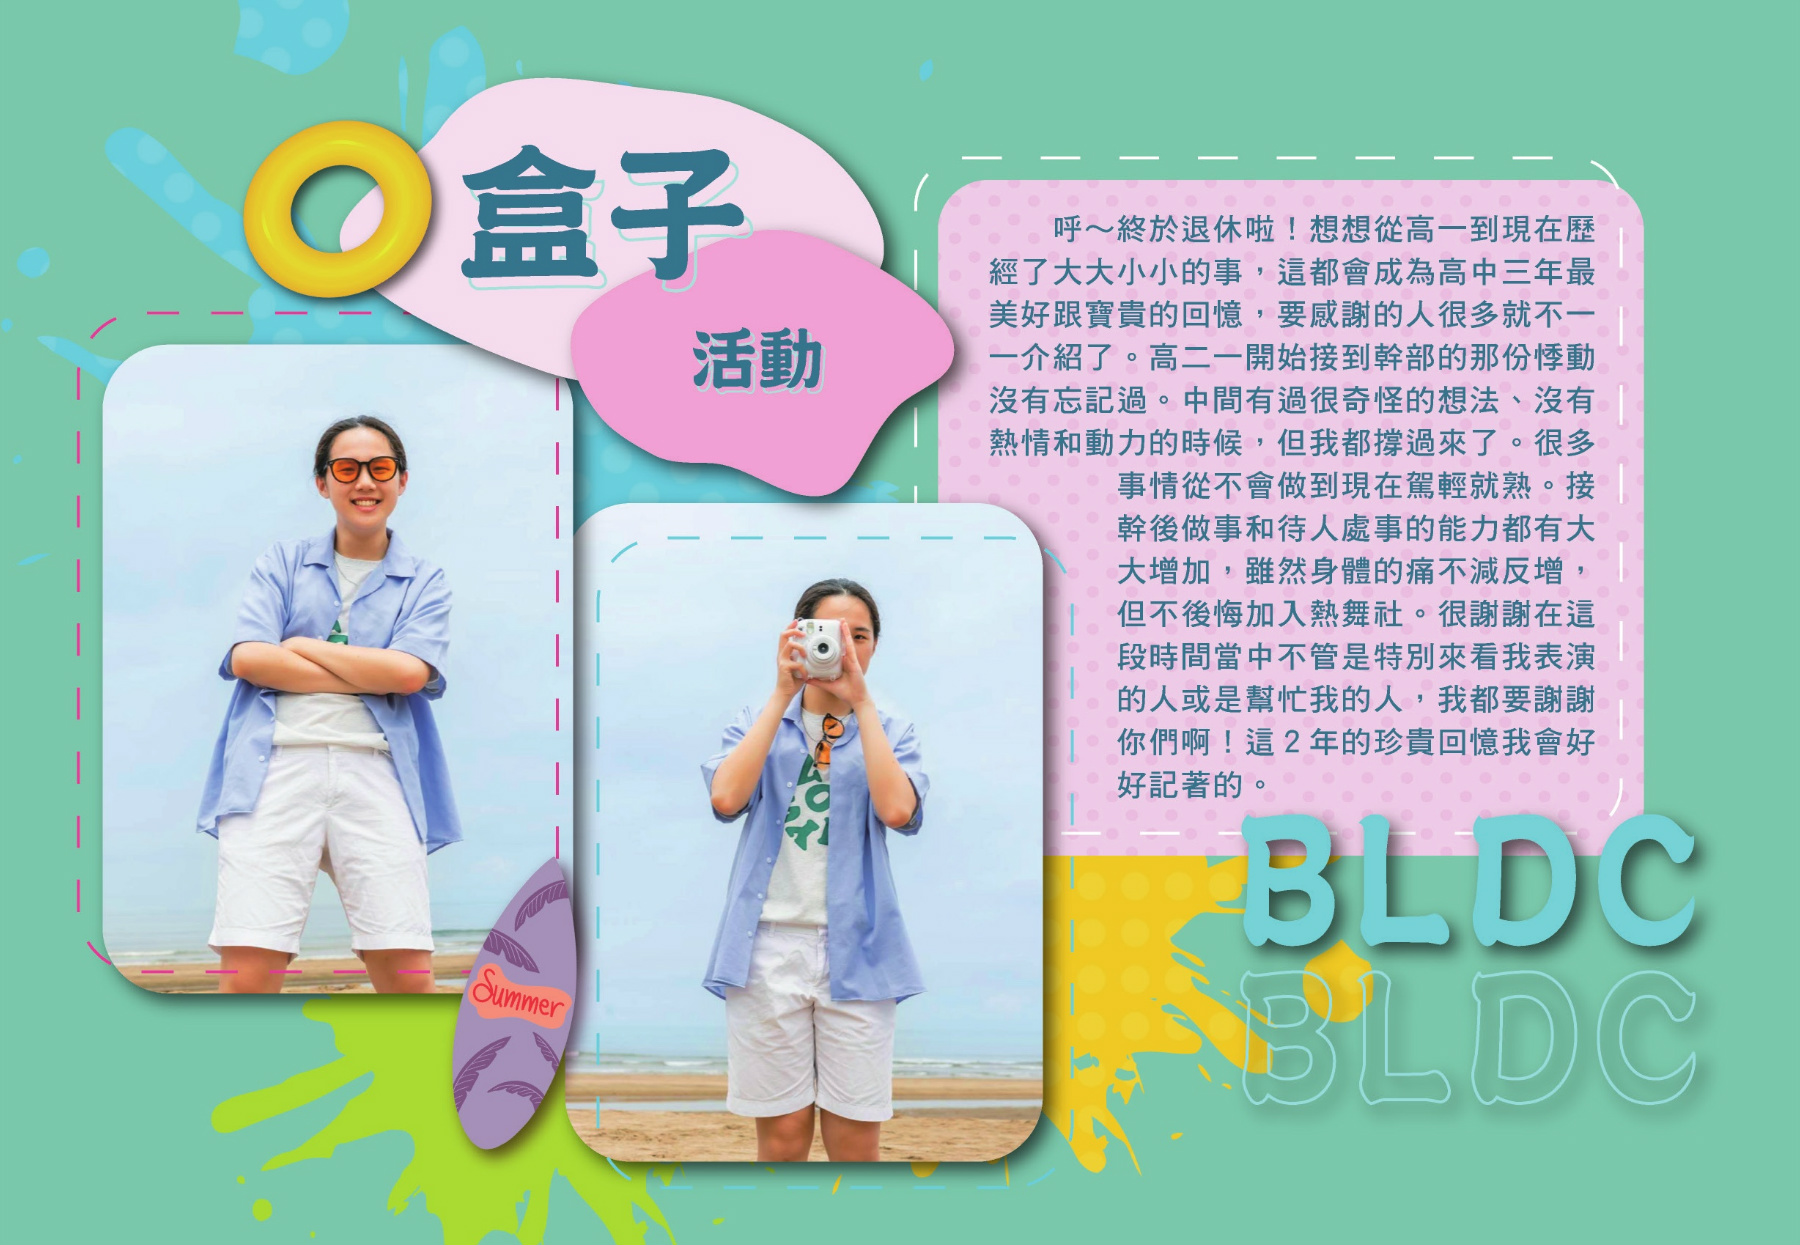 盒子
活動
呼～終於退休啦！想想從高一到現在歷
經了大大小小的事，這都會成為高中三年最
美好跟寶貴的回憶，要感謝的人很多就不一
一介紹了。高二一開始接到幹部的那份悸動
沒有忘記過。中間有過很奇怪的想法、沒有
熱情和動力的時候，但我都撐過來了。很多
事情從不會做到現在駕輕就熟。接
幹後做事和待人處事的能力都有大
大增加，雖然身體的痛不減反增，
但不後悔加入熱舞社。很謝謝在這
段時間當中不管是特別來看我表演
的人或是幫忙我的人，我都要謝謝
你們啊！這2年的珍貴回憶我會好
好記著的。
Summer
BLDC
BLDC